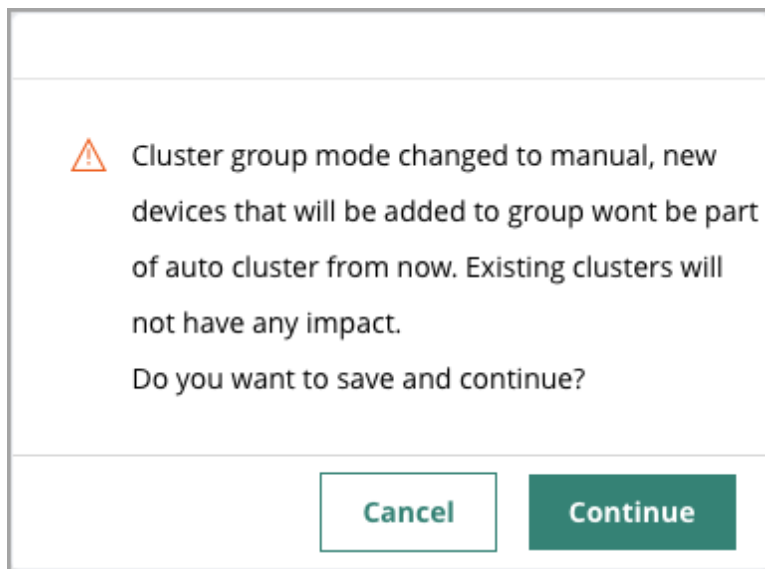 Cluster group mode changed to manual, new
devices that will be added to group wont be part
of auto cluster from now. Existing clusters will
not have any impact.
Do you want to save and continue?
Cancel
Continue